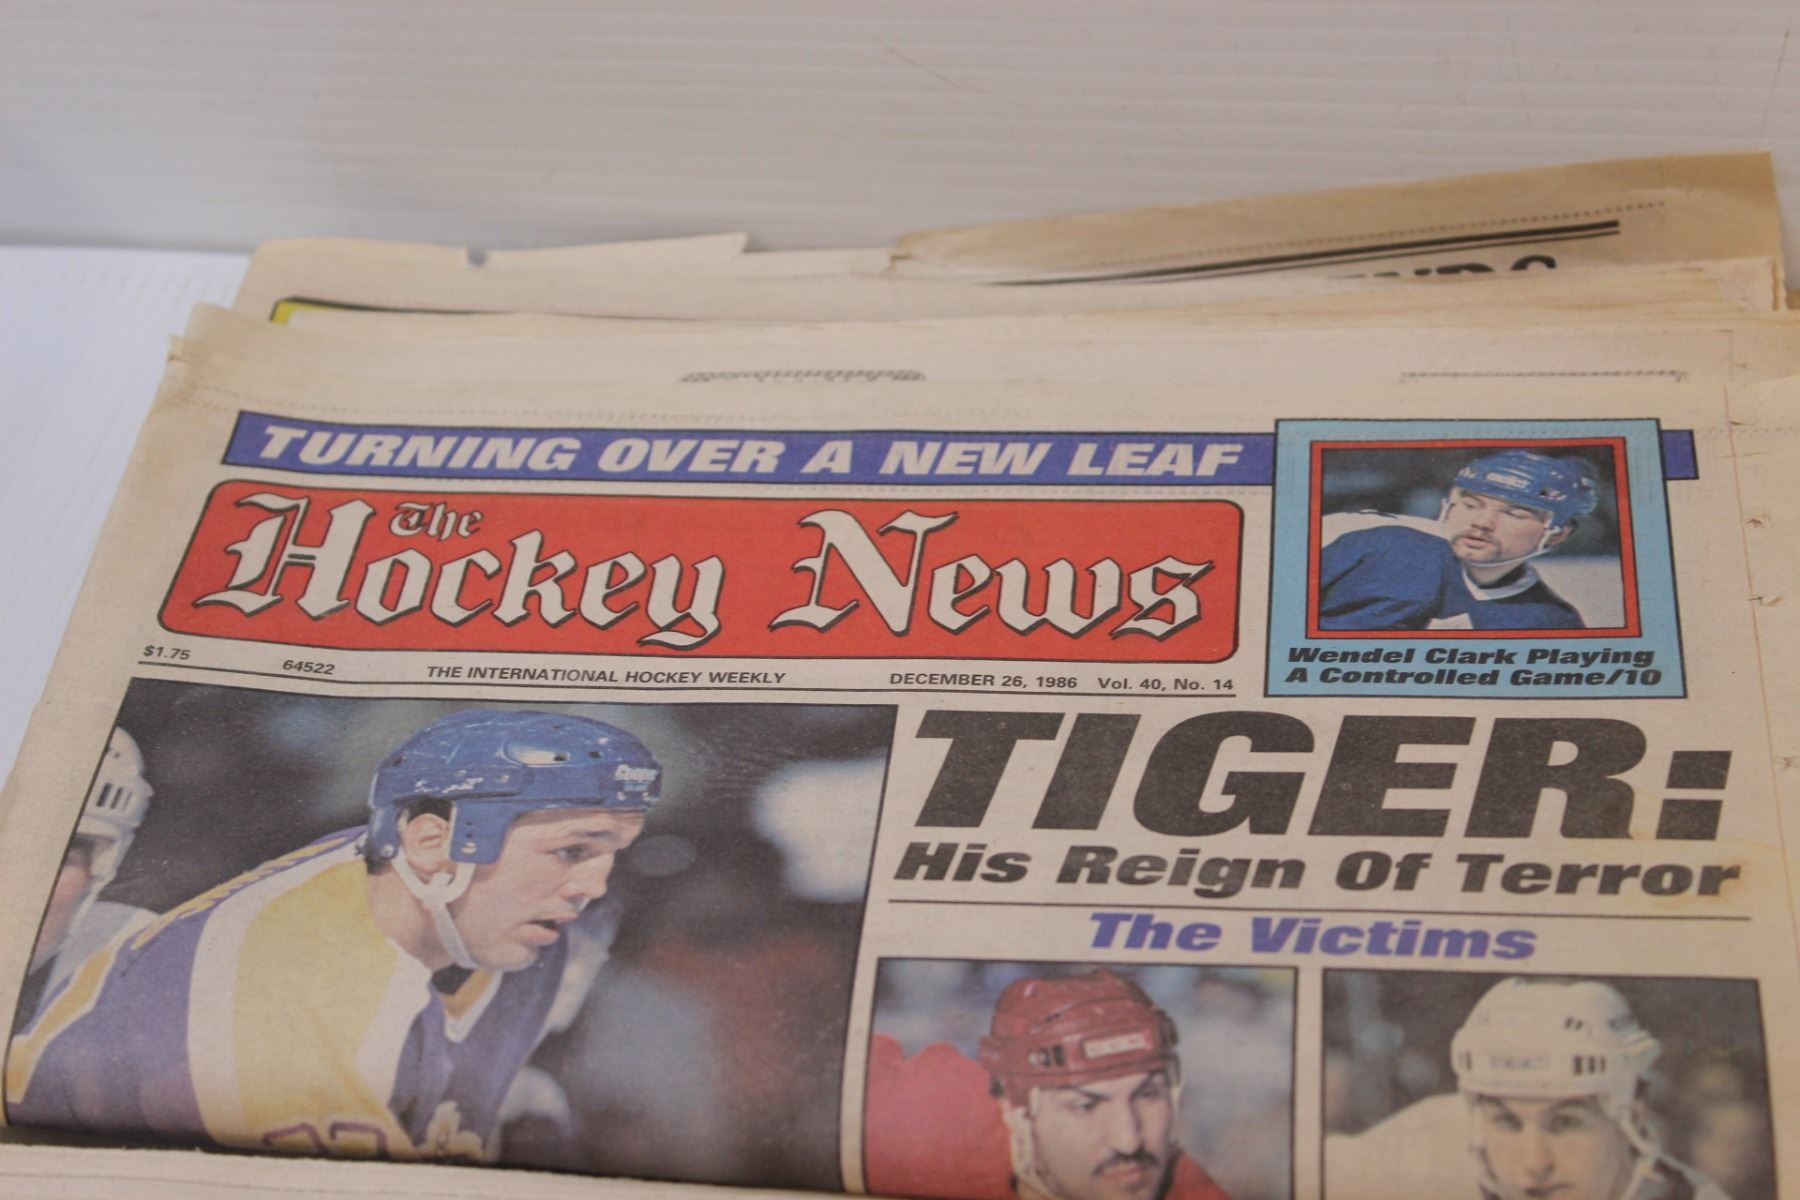 TURNING OVER A NEW LEAF
The Hockey News
$1.75 64522 THE INTERNATIONAL HOCKEY WEEKLY DECEMBER 26, 1986 Vol. 40, No. 14
Wendel Clark Playing
A Controlled Game/10
TIGER:
His Reign Of Terror
The Victims
Cooper